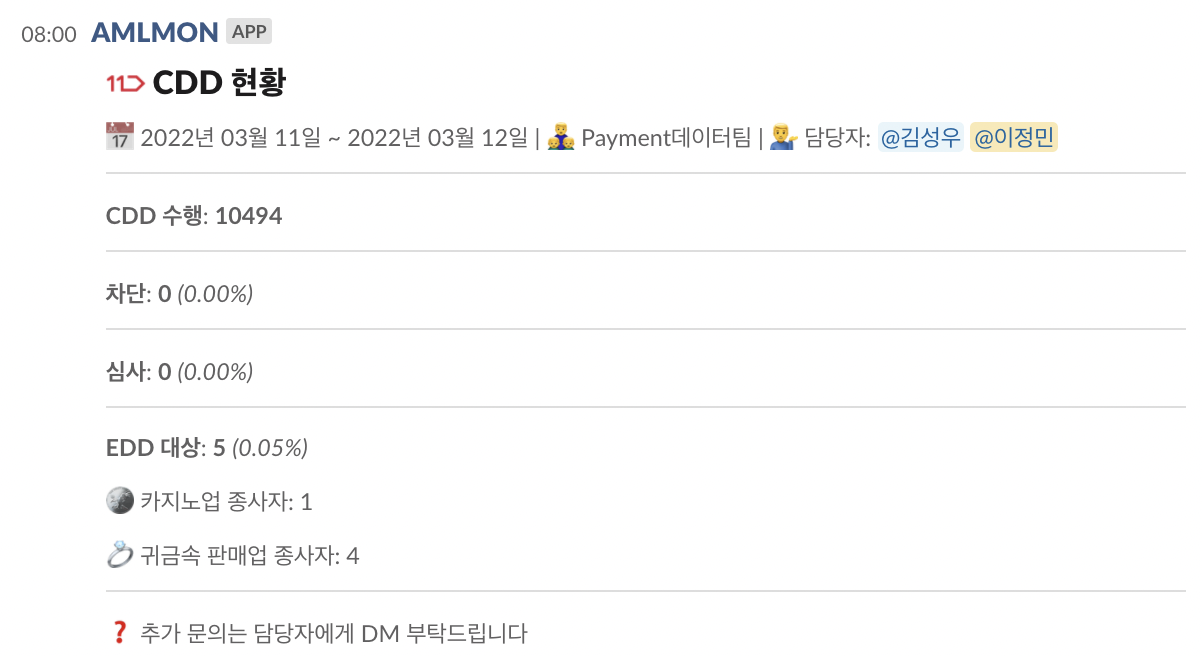 08:00 AMLMON APP
11 CDD 현황
17 2022년 03월 11일 ~ 2022년 03월 12일 | Payment데이터팀 | 담당자: @김성우 @이정민
CDD 수행: 10494
차단: 0 (0.00%)
심사: 0 (0.00%)
EDD 대상: 5 (0.05%)
카지노업 종사자: 1
귀금속 판매업 종사자: 4
❓ 추가 문의는 담당자에게 DM 부탁드립니다